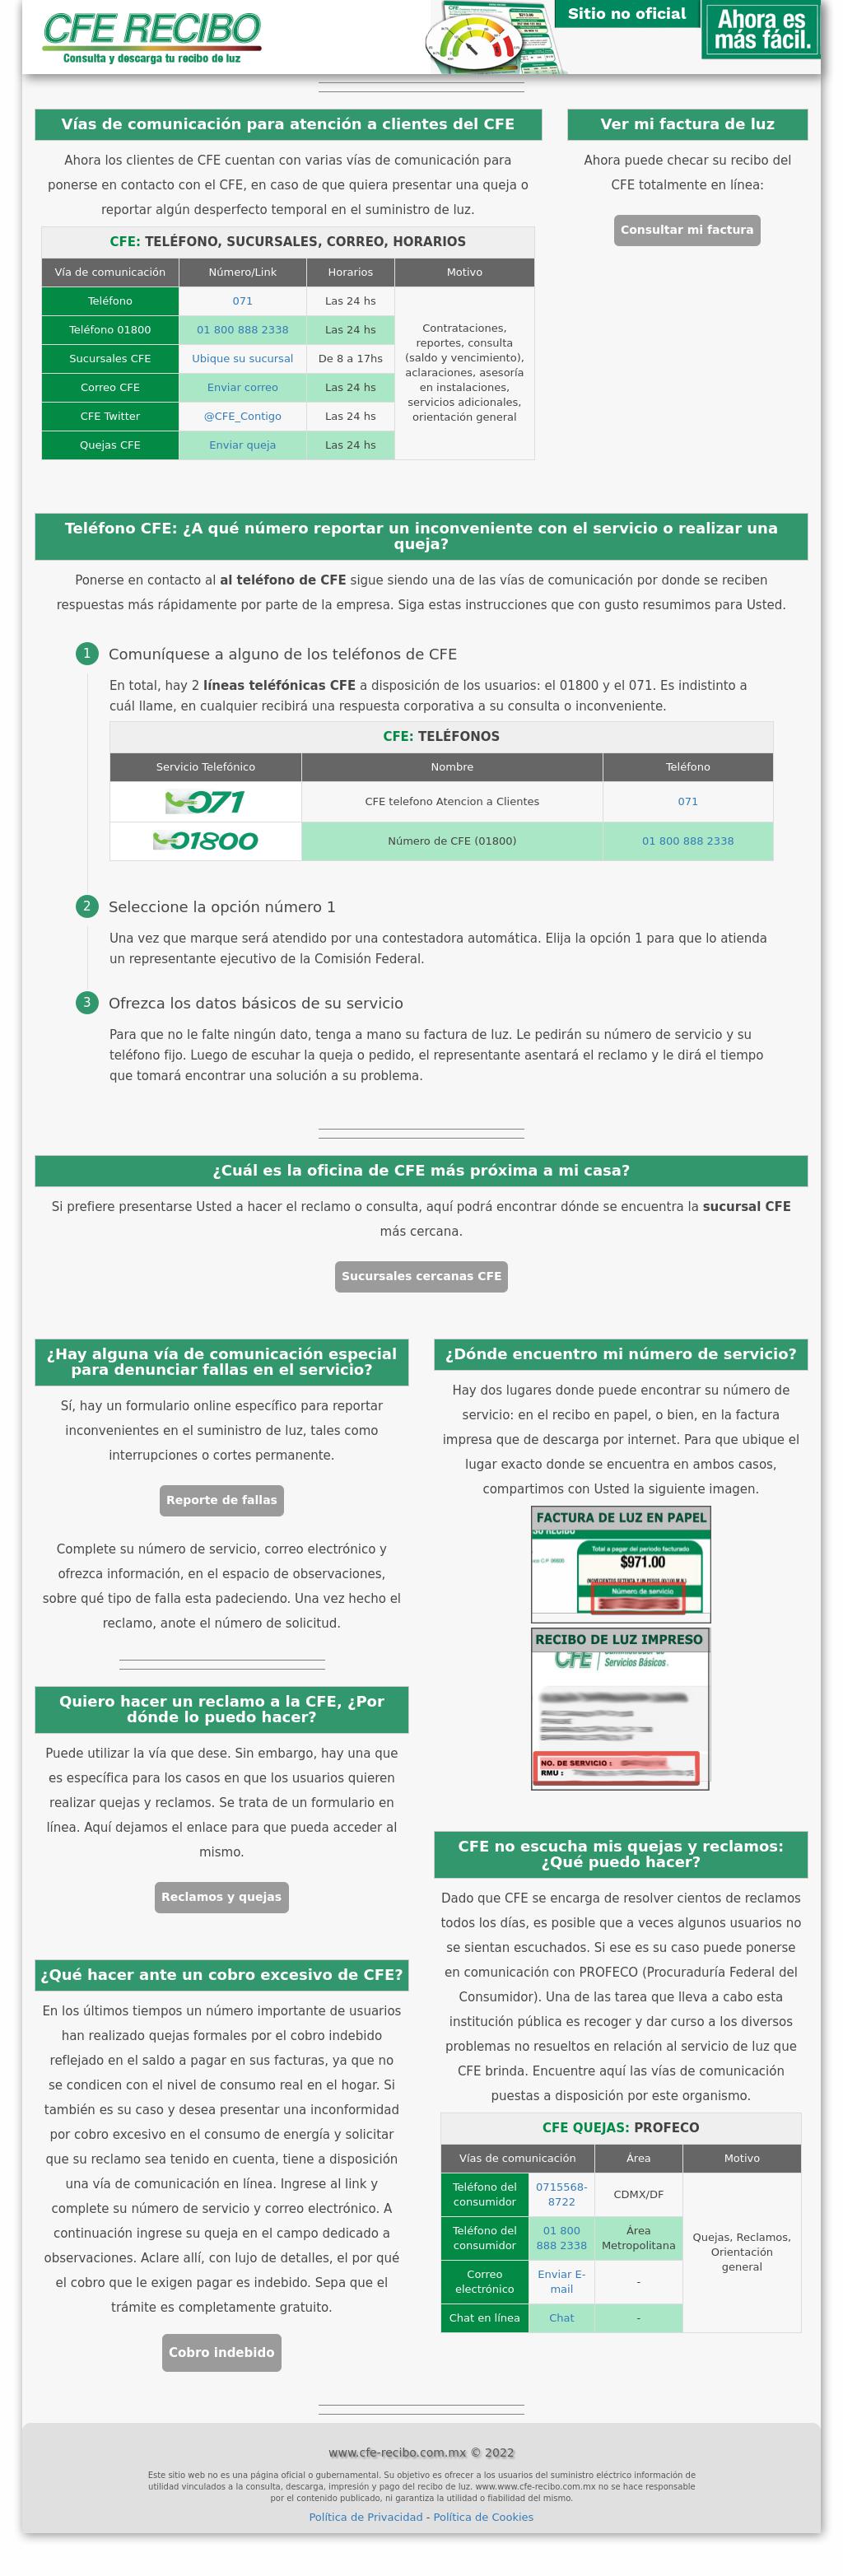 CFE RECIBO
Consulta y descarga tu recibo de luz
Sitio no oficial
Ahora es
más fácil.
Vías de comunicación para atención a clientes del CFE
Ahora los clientes de CFE cuentan con varias vías de comunicación para
ponerse en contacto con el CFE, en caso de que quiera presentar una queja o
reportar algún desperfecto temporal en el suministro de luz.
CFE: TELÉFONO, SUCURSALES, CORREO, HORARIOS
Vía de comunicación Número/Link Horarios Motivo
Teléfono 071 Las 24 hs
Teléfono 01800 01 800 888 2338 Las 24 hs
Sucursales CFE Ubique su sucursal De 8 a 17hs
Correo CFE Enviar correo Las 24 hs
CFE Twitter @CFE_Contigo Las 24 hs
Quejas CFE Enviar queja Las 24 hs
Contrataciones,
reportes, consulta
(saldo y vencimiento),
aclaraciones, asesoría
en instalaciones,
servicios adicionales,
orientación general
Ver mi factura de luz
Ahora puede checar su recibo del
CFE totalmente en línea:
Consultar mi factura
Teléfono CFE: ¿A qué número reportar un inconveniente con el servicio o realizar una
queja?
Ponerse en contacto al al teléfono de CFE sigue siendo una de las vías de comunicación por donde se reciben
respuestas más rápidamente por parte de la empresa. Siga estas instrucciones que con gusto resumimos para Usted.
1 Comuníquese a alguno de los teléfonos de CFE
En total, hay 2 líneas teléfónicas CFE a disposición de los usuarios: el 01800 y el 071. Es indistinto a
cuál llame, en cualquier recibirá una respuesta corporativa a su consulta o inconveniente.
CFE: TELÉFONOS
Servicio Telefónico Nombre Teléfono
071 CFE telefono Atencion a Clientes 071
01800 Número de CFE (01800) 01 800 888 2338
2 Seleccione la opción número 1
Una vez que marque será atendido por una contestadora automática. Elija la opción 1 para que lo atienda
un representante ejecutivo de la Comisión Federal.
3 Ofrezca los datos básicos de su servicio
Para que no le falte ningún dato, tenga a mano su factura de luz. Le pedirán su número de servicio y su
teléfono fijo. Luego de escuhar la queja o pedido, el representante asentará el reclamo y le dirá el tiempo
que tomará encontrar una solución a su problema.
¿Cuál es la oficina de CFE más próxima a mi casa?
Si prefiere presentarse Usted a hacer el reclamo o consulta, aquí podrá encontrar dónde se encuentra la sucursal CFE
más cercana.
Sucursales cercanas CFE
¿Hay alguna vía de comunicación especial
para denunciar fallas en el servicio?
Sí, hay un formulario online específico para reportar
inconvenientes en el suministro de luz, tales como
interrupciones o cortes permanente.
Reporte de fallas
Complete su número de servicio, correo electrónico y
ofrezca información, en el espacio de observaciones,
sobre qué tipo de falla esta padeciendo. Una vez hecho el
reclamo, anote el número de solicitud.
Quiero hacer un reclamo a la CFE, ¿Por
dónde lo puedo hacer?
Puede utilizar la vía que dese. Sin embargo, hay una que
es específica para los casos en que los usuarios quieren
realizar quejas y reclamos. Se trata de un formulario en
línea. Aquí dejamos el enlace para que pueda acceder al
mismo.
Reclamos y quejas
¿Qué hacer ante un cobro excesivo de CFE?
En los últimos tiempos un número importante de usuarios
han realizado quejas formales por el cobro indebido
reflejado en el saldo a pagar en sus facturas, ya que no
se condicen con el nivel de consumo real en el hogar. Si
también es su caso y desea presentar una inconformidad
por cobro excesivo en el consumo de energía y solicitar
que su reclamo sea tenido en cuenta, tiene a disposición
una vía de comunicación en línea. Ingrese al link y
complete su número de servicio y correo electrónico. A
continuación ingrese su queja en el campo dedicado a
observaciones. Aclare allí, con lujo de detalles, el por qué
el cobro que le exigen pagar es indebido. Sepa que el
trámite es completamente gratuito.
Cobro indebido
¿Dónde encuentro mi número de servicio?
Hay dos lugares donde puede encontrar su número de
servicio: en el recibo en papel, o bien, en la factura
impresa que de descarga por internet. Para que ubique el
lugar exacto donde se encuentra en ambos casos,
compartimos con Usted la siguiente imagen.
FACTURA DE LUZ EN PAPEL
SU RECIBO
Total a pagar del periodo facturado
$971.00
Número de servicio
RECIBO DE LUZ IMPRESO
CFE
Servicios Básicos
NO. DE SERVICIO :
RMU :
CFE no escucha mis quejas y reclamos:
¿Qué puedo hacer?
Dado que CFE se encarga de resolver cientos de reclamos
todos los días, es posible que a veces algunos usuarios no
se sientan escuchados. Si ese es su caso puede ponerse
en comunicación con PROFECO (Procuraduría Federal del
Consumidor). Una de las tarea que lleva a cabo esta
institución pública es recoger y dar curso a los diversos
problemas no resueltos en relación al servicio de luz que
CFE brinda. Encuentre aquí las vías de comunicación
puestas a disposición por este organismo.
CFE QUEJAS: PROFECO
Vías de comunicación Área Motivo
Teléfono del 0715568- CDMX/DF
consumidor 8722
Teléfono del 01 800 Área
consumidor 888 2338 Metropolitana
Correo Enviar E- -
electrónico mail
Chat en línea Chat -
Quejas, Reclamos,
Orientación
general
www.cfe-recibo.com.mx © 2022
Este sitio web no es una página oficial o gubernamental. Su objetivo es ofrecer a los usuarios del suministro eléctrico información de
utilidad vinculados a la consulta, descarga, impresión y pago del recibo de luz. www.www.cfe-recibo.com.mx no se hace responsable
por el contenido publicado, ni garantiza la utilidad o fiabilidad del mismo.
Política de Privacidad - Política de Cookies